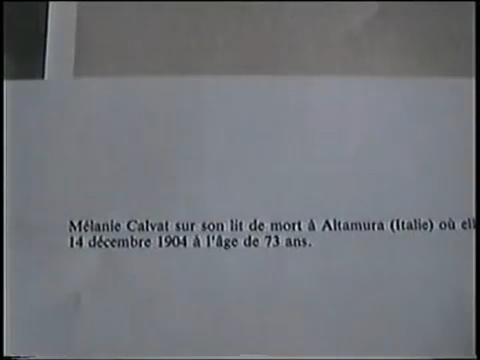 Mélanie Calvat sur son lit de mort à Altamura (Italie) où
14 décembre 1904 à l'âge de 73 ans.